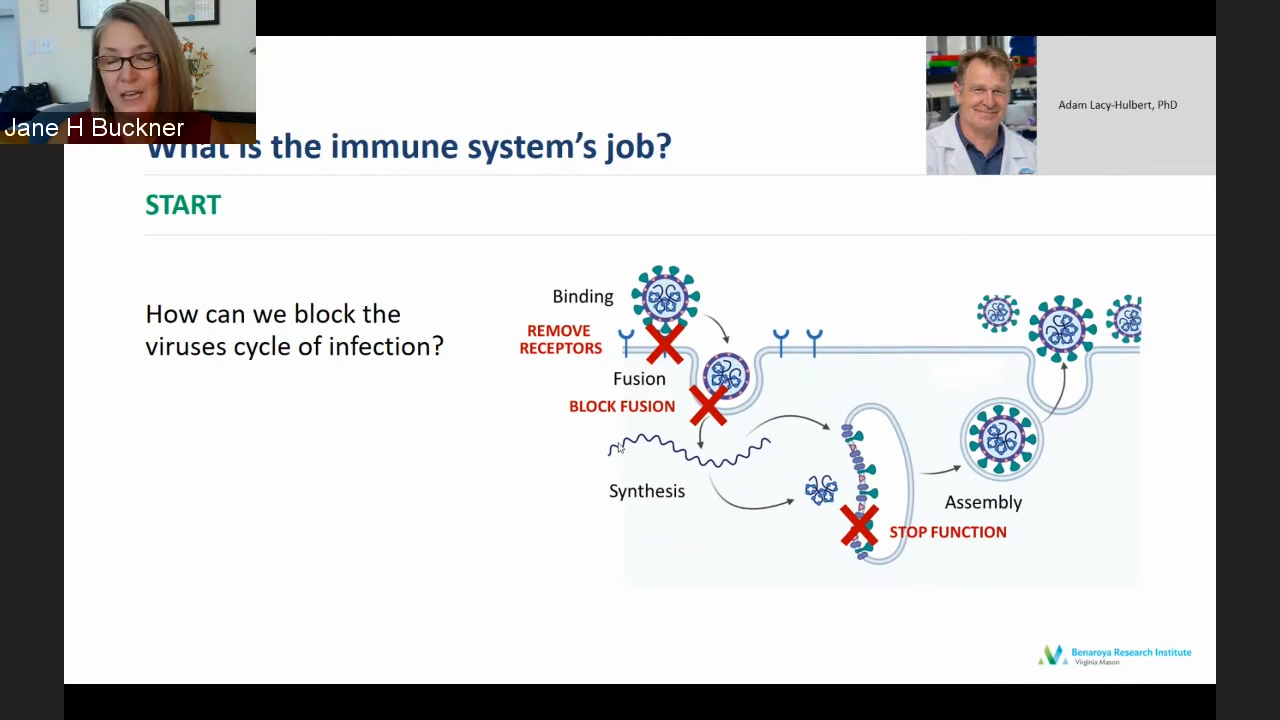 Jane H Buckner
Adam Lacy-Hulbert, PhD
What is the immune system's job?
START
How can we block the
viruses cycle of infection?
Binding
REMOVE
RECEPTORS
Fusion
BLOCK FUSION
Synthesis
Assembly
STOP FUNCTION
Benaroya Research Institute
Virginia Mason